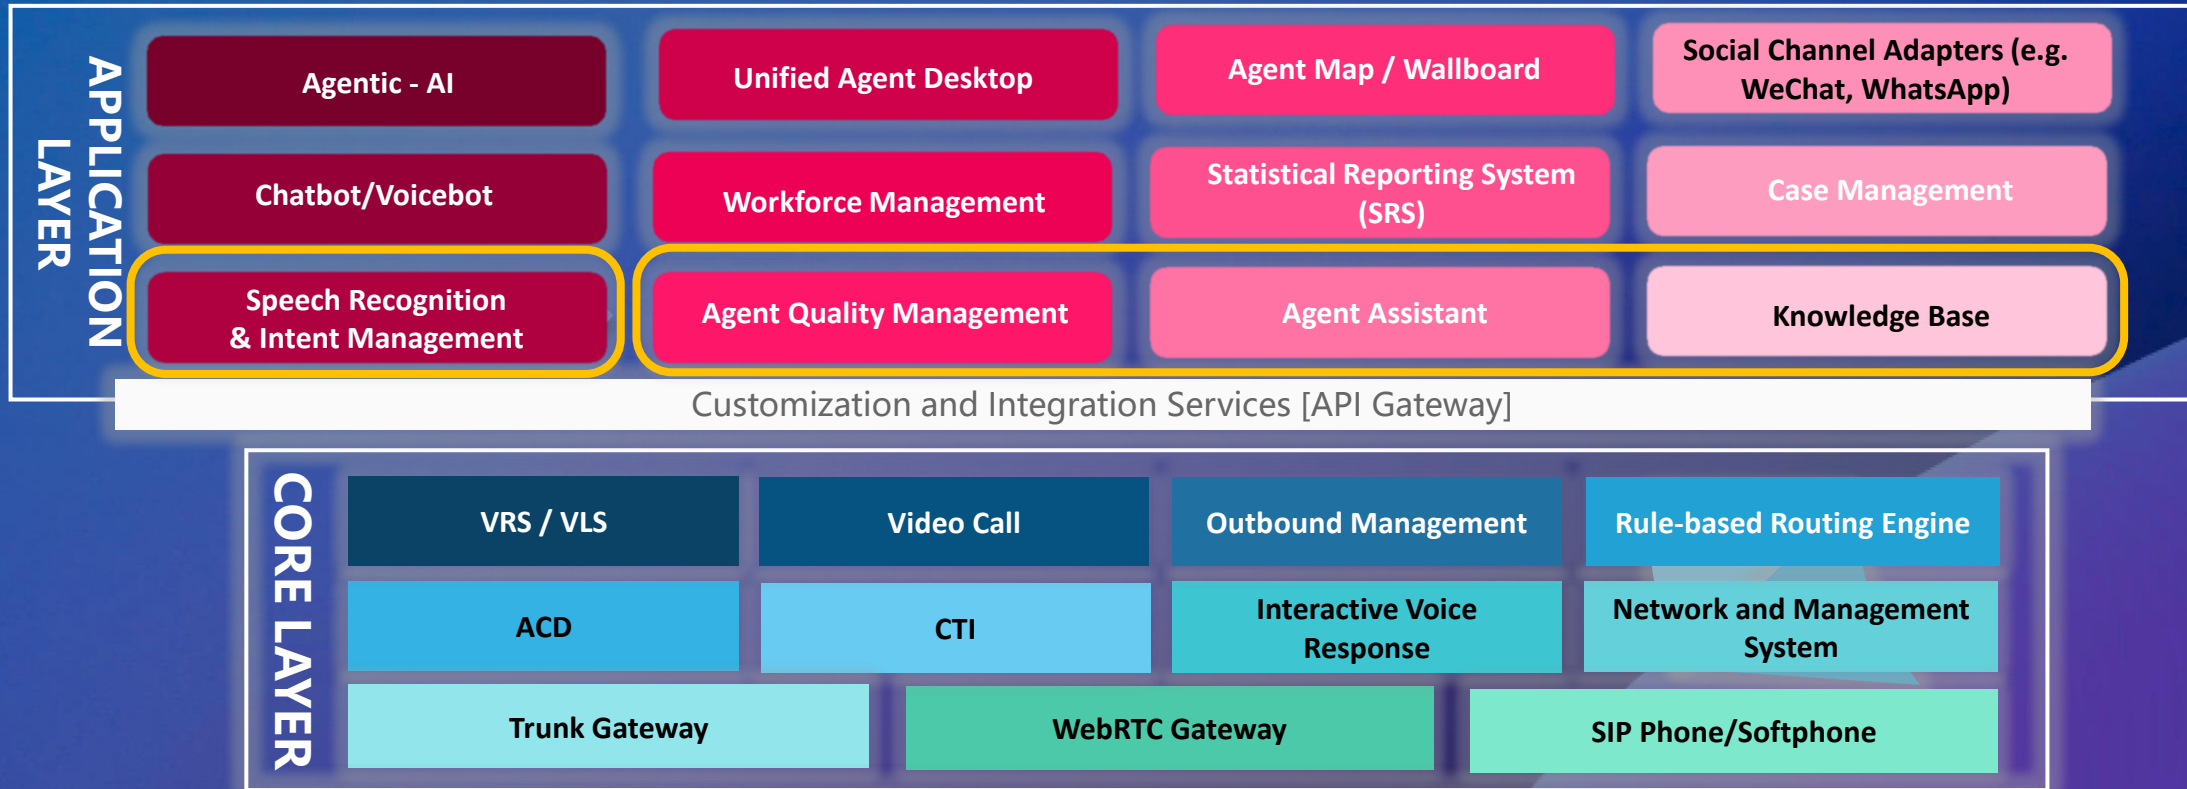 APPLICATION
LAYER
Agentic - AI
Unified Agent Desktop
Agent Map / Wallboard
Social Channel Adapters (e.g.
WeChat, WhatsApp)
Chatbot/Voicebot
Workforce Management
Statistical Reporting System
(SRS)
Case Management
Speech Recognition
& Intent Management
Agent Quality Management
Agent Assistant
Knowledge Base
Customization and Integration Services [API Gateway]
CORE LAYER
VRS / VLS
Video Call
Outbound Management
Rule-based Routing Engine
ACD
CTI
Interactive Voice
Response
Network and Management
System
Trunk Gateway
WebRTC Gateway
SIP Phone/Softphone